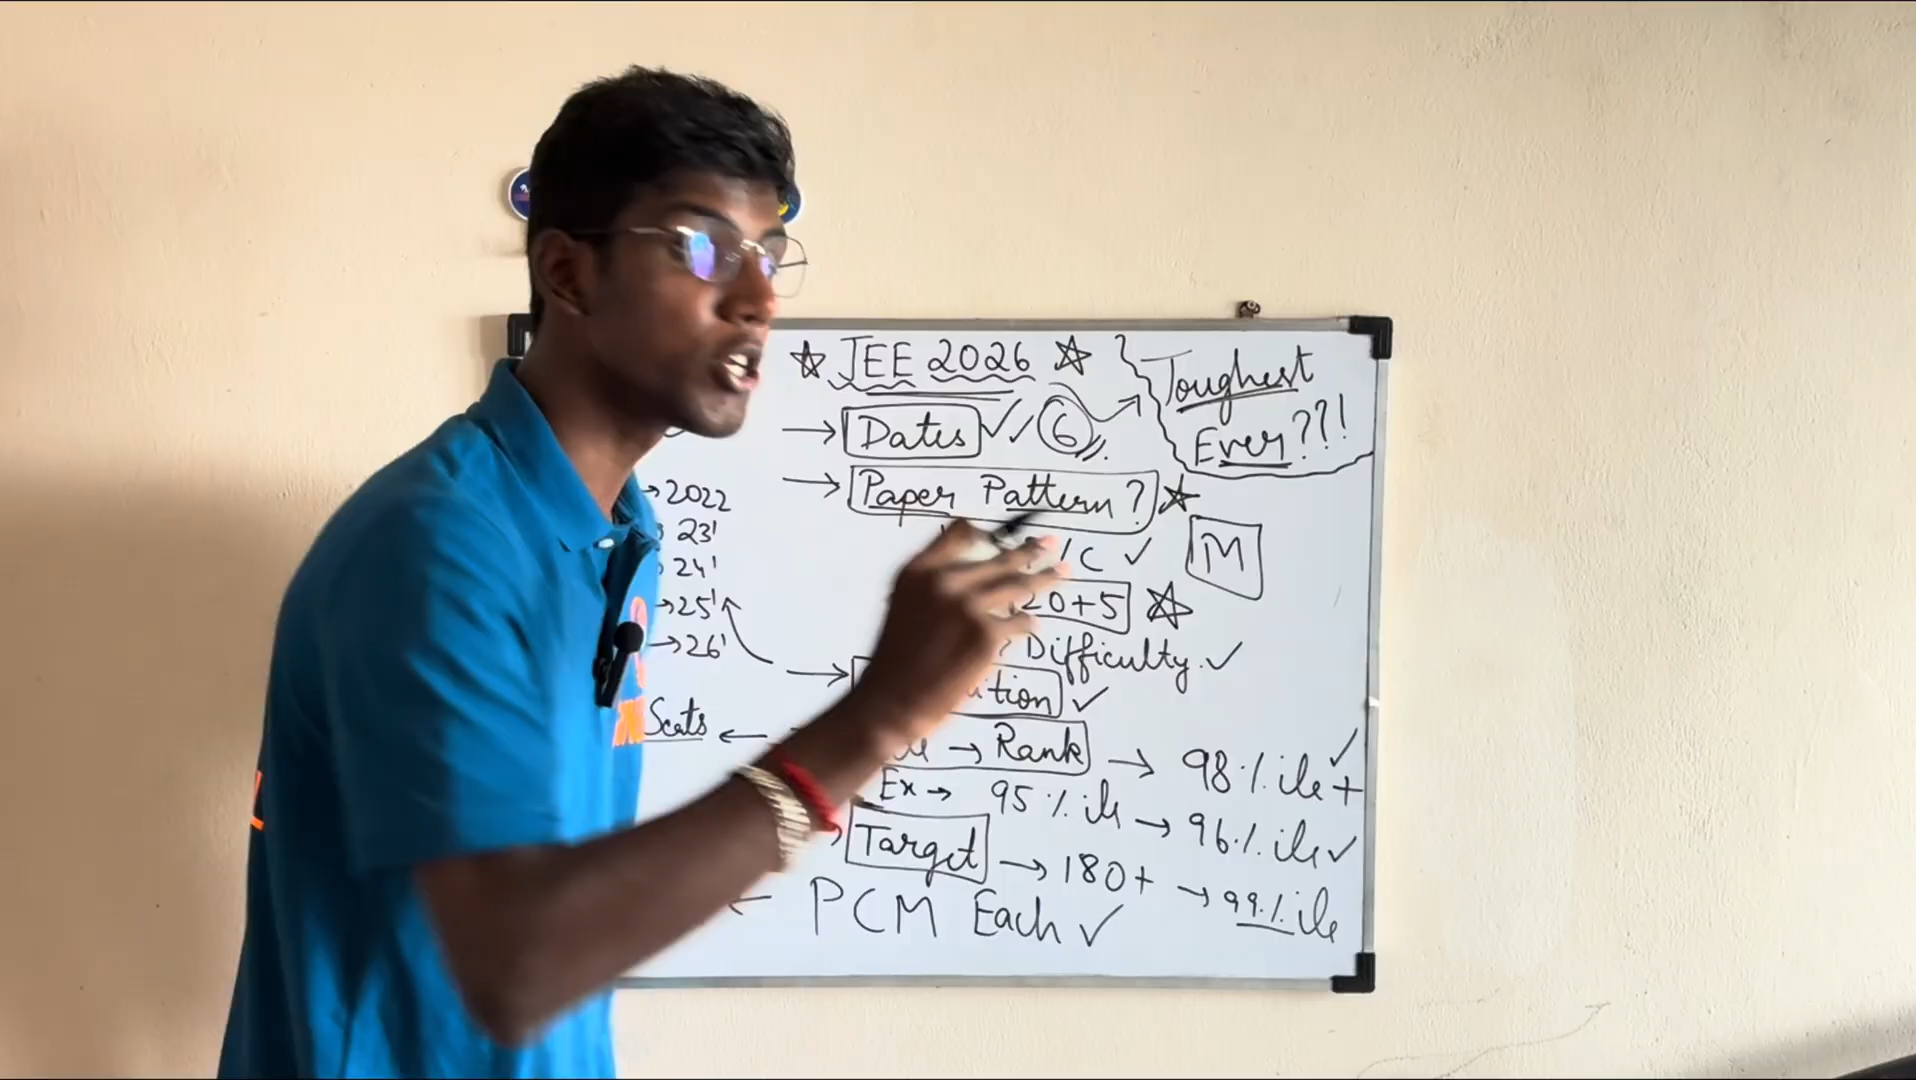 JEE 2026
Toughest
Ever??!
→ Dates ✓✓ 6
→ Paper Pattern?
→2022
23'
24'
→25'
→26'
/ C ✓
M
20+5
Difficulty ✓
Seats ←
→ Rank → 98%ile+ ✓
Ex→ 95%ile → 96%ile ✓
Target → 180+ → 99%ile
← PCM Each ✓